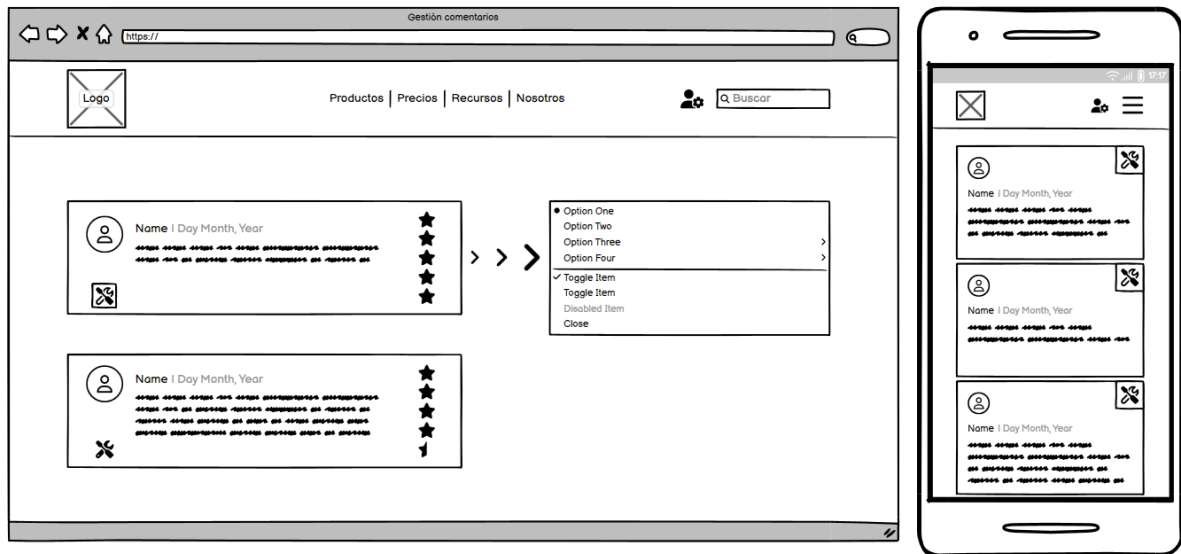 Gestión comentarios
https://
Logo
Productos | Precios | Recursos | Nosotros
Buscar
Name | Day Month, Year
Option One
Option Two
Option Three
Option Four
Toggle Item
Toggle Item
Disabled Item
Close
Name | Day Month, Year
17:17
Name | Day Month, Year
Name | Day Month, Year
Name | Day Month, Year